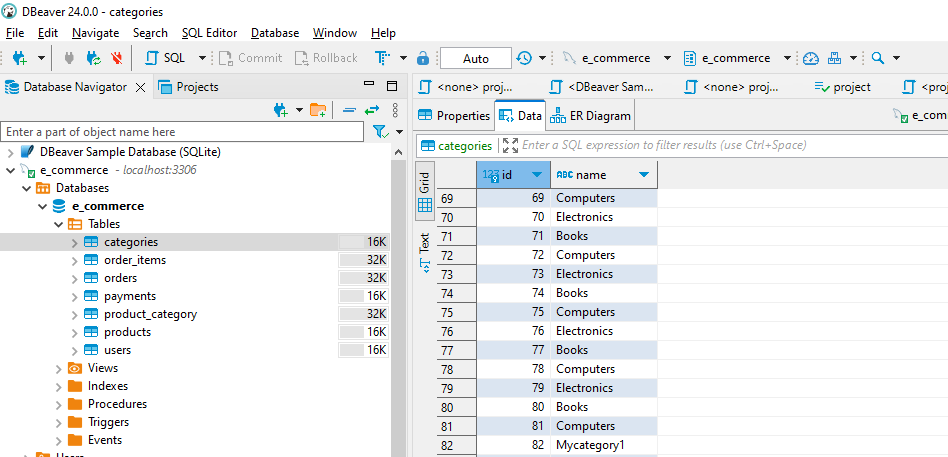 DBeaver 24.0.0 - categories
File Edit Navigate Search SQL Editor Database Window Help
SQL Commit Rollback T Auto e_commerce e_commerce
Database Navigator Projects
<none> proj... <DBeaver Sam... <none> proj... project <pro
Properties Data ER Diagram e_com
Enter a part of object name here
categories Enter a SQL expression to filter results (use Ctrl+Space)
DBeaver Sample Database (SQLite)
e_commerce - localhost:3306
Databases
e_commerce
Tables
categories 16K
order_items 32K
orders 32K
payments 16K
product_category 32K
products 16K
users 16K
Views
Indexes
Procedures
Triggers
Events
Grid
Text
123 id ABC name
69 69 Computers
70 70 Electronics
71 71 Books
72 72 Computers
73 73 Electronics
74 74 Books
75 75 Computers
76 76 Electronics
77 77 Books
78 78 Computers
79 79 Electronics
80 80 Books
81 81 Computers
82 82 Mycategory1